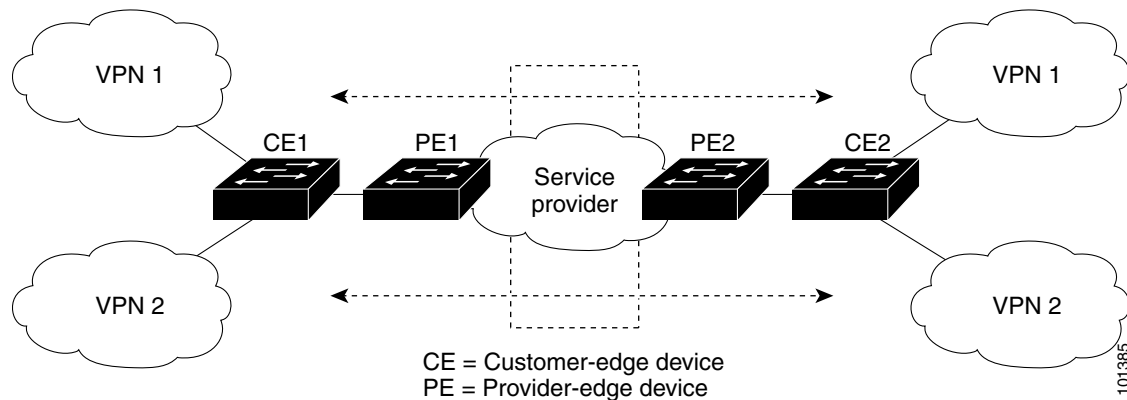 VPN 1
VPN 1
CE1
PE1
PE2
CE2
Service
provider
VPN 2
VPN 2
CE = Customer-edge device
PE = Provider-edge device
101385